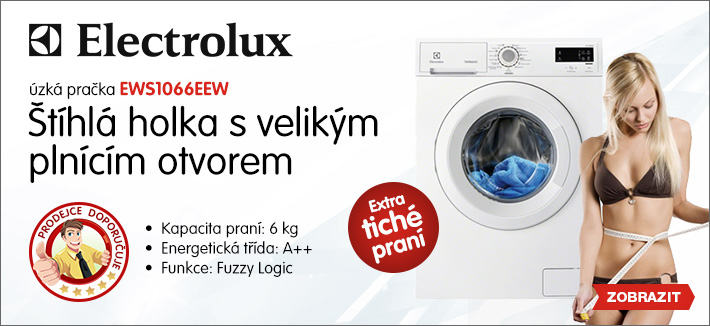 Electrolux
úzká pračka EWS1066EEW
Štíhlá holka s velikým
plnícím otvorem
PRODEJCE DOPORUČUJE
• Kapacita praní: 6 kg
• Energetická třída: A++
• Funkce: Fuzzy Logic
Extra
tiché
praní
Electrolux
ZOBRAZIT